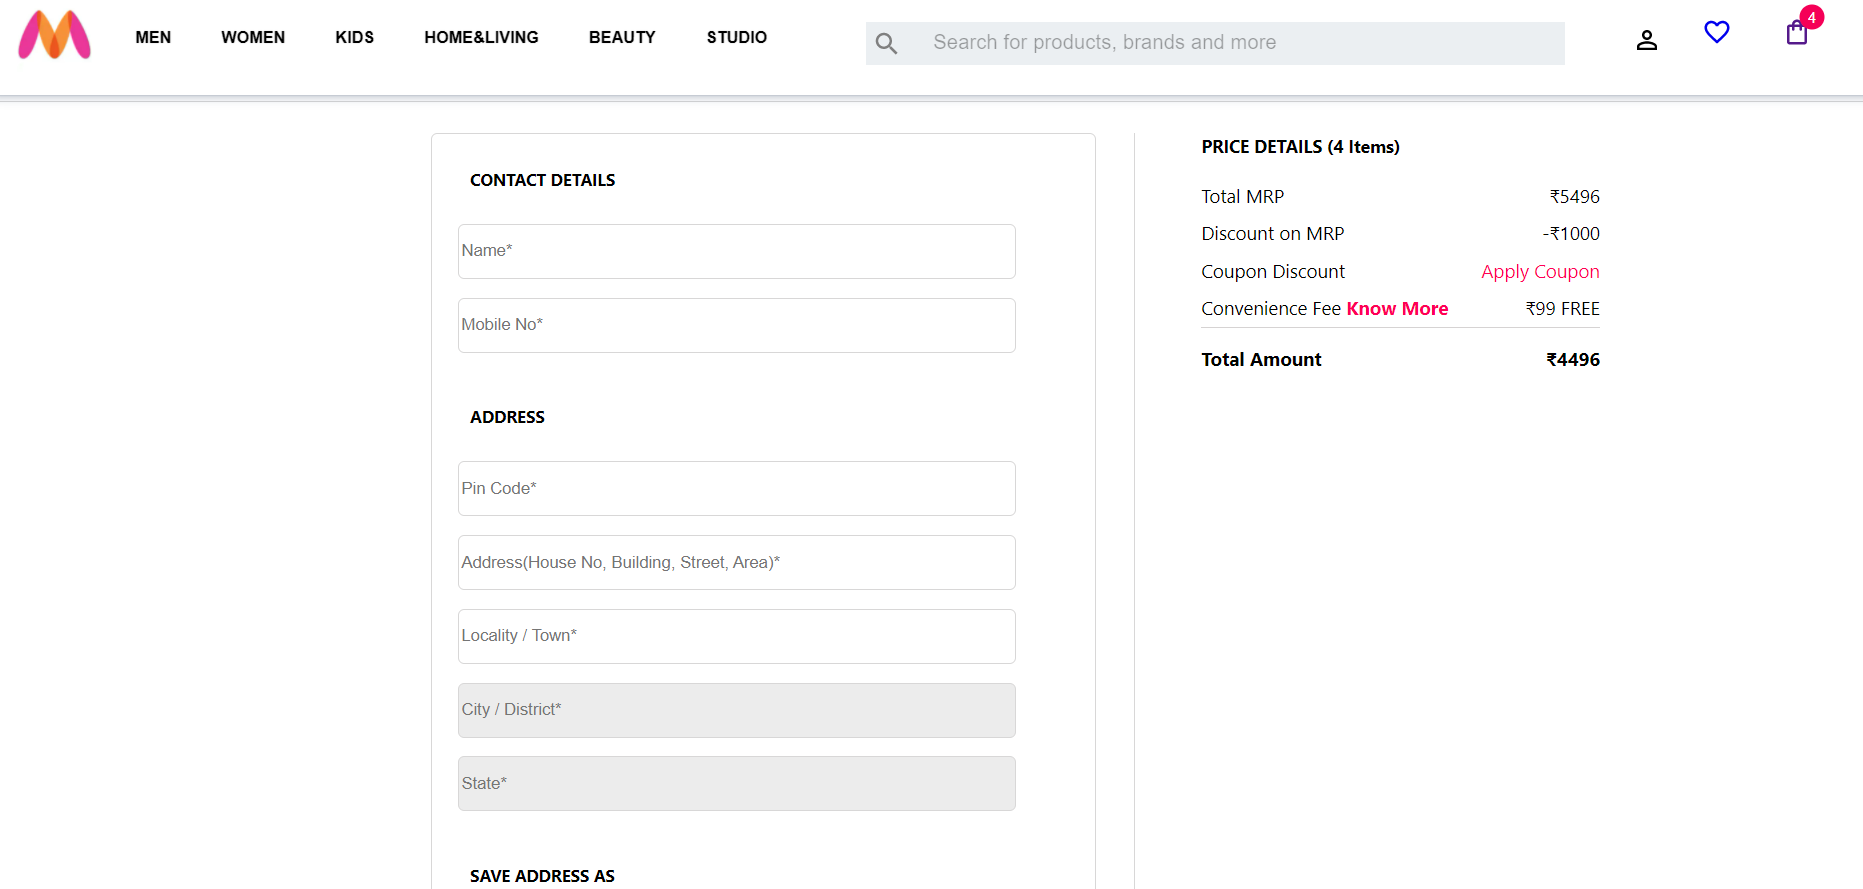 MEN WOMEN KIDS HOME&LIVING BEAUTY STUDIO
Search for products, brands and more
4
CONTACT DETAILS
Name*
Mobile No*
ADDRESS
Pin Code*
Address(House No, Building, Street, Area)*
Locality / Town*
City / District*
State*
SAVE ADDRESS AS
PRICE DETAILS (4 Items)
Total MRP ₹5496
Discount on MRP -₹1000
Coupon Discount Apply Coupon
Convenience Fee Know More ₹99 FREE
Total Amount ₹4496